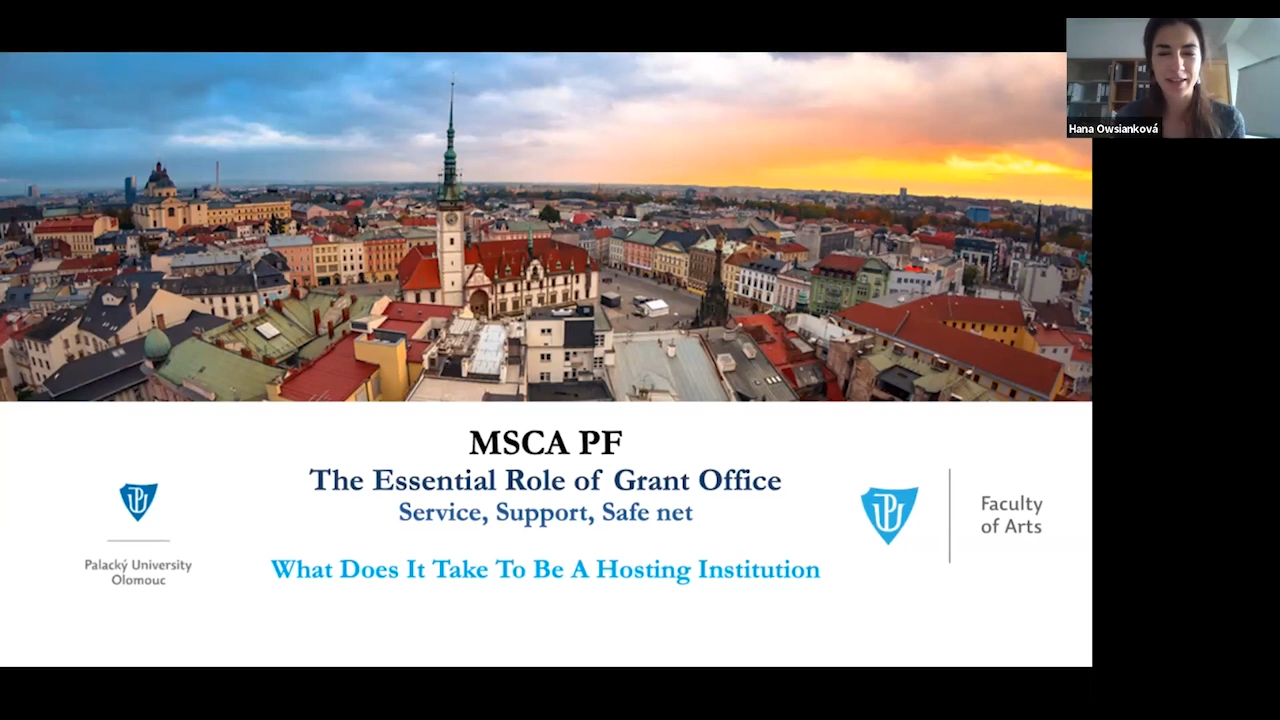 Hana Owsianková
MSCA PF
The Essential Role of Grant Office
Service, Support, Safe net
What Does It Take To Be A Hosting Institution
Palacký University
Olomouc
Faculty
of Arts